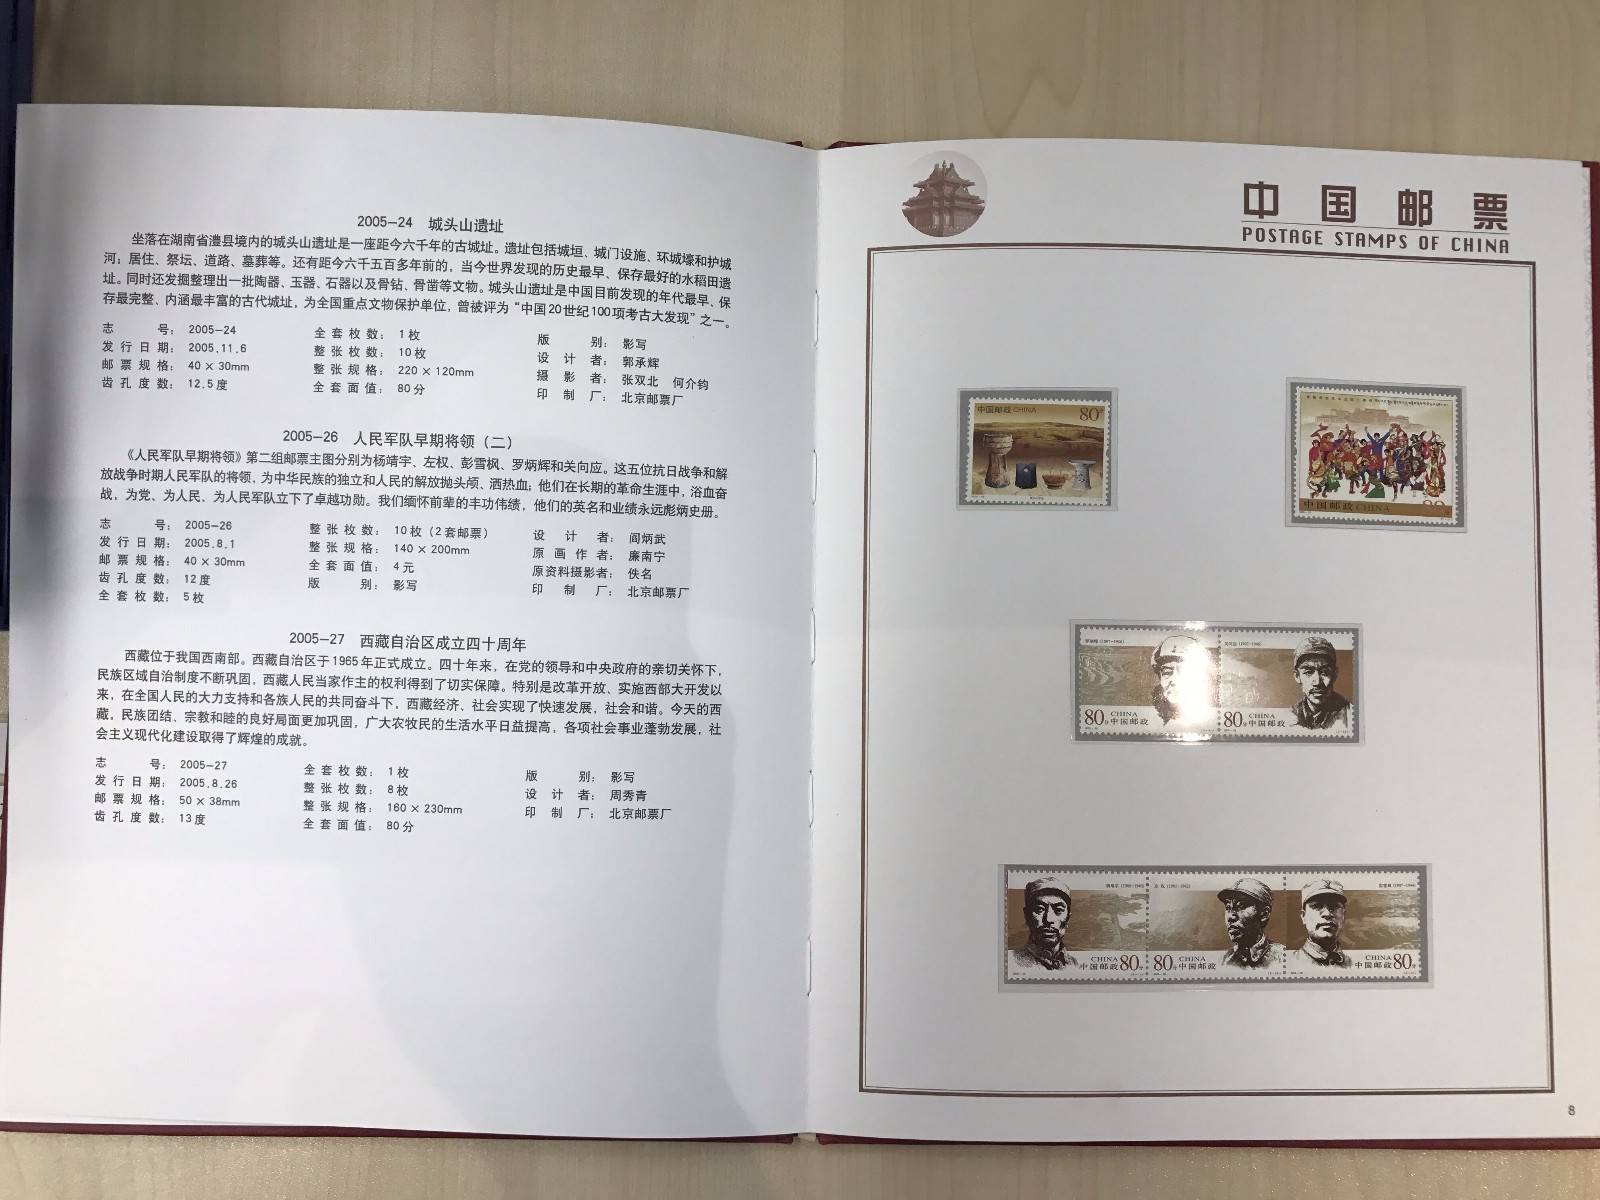 2005-24 城头山遗址
坐落在湖南省澧县境内的城头山遗址是一座距今六千年的古城址。遗址包括城垣、城门设施、环城壕和护城
河；居住、祭坛、道路、墓葬等。还有距今六千五百多年前的，当今世界发现的历史最早、保存最好的水稻田遗
址。同时还发掘整理出一批陶器、玉器、石器以及骨钻、骨凿等文物。城头山遗址是中国目前发现的年代最早、保
存最完整、内涵最丰富的古代城址，为全国重点文物保护单位，曾被评为“中国20世纪100项考古大发现”之一。
志号：2005-24 全套枚数：1枚 版别：影写
发行日期：2005.11.6 整张枚数：10枚 设计者：郭承辉
邮票规格：40×30mm 整张规格：220×120mm 摄影者：张双北 何介钧
齿孔度数：12.5度 全套面值：80分 印制厂：北京邮票厂
2005-26 人民军队早期将领（二）
《人民军队早期将领》第二组邮票主图分别为杨靖宇、左权、彭雪枫、罗炳辉和关向应。这五位抗日战争和解
放战争时期人民军队的将领，为中华民族的独立和人民的解放抛头颅、洒热血；他们在长期的革命生涯中，浴血奋
战，为党、为人民、为人民军队立下了卓越功勋。我们缅怀前辈的丰功伟绩，他们的英名和业绩永远彪炳史册。
志号：2005-26 整张枚数：10枚（2套邮票） 设计者：阎炳武
发行日期：2005.8.1 整张规格：140×200mm 原画作者：廉南宁
邮票规格：40×30mm 全套面值：4元 原资料摄影者：佚名
齿孔度数：12度 版别：影写 印制厂：北京邮票厂
全套枚数：5枚
2005-27 西藏自治区成立四十周年
西藏位于我国西南部。西藏自治区于1965年正式成立。四十年来，在党的领导和中央政府的亲切关怀下，
民族区域自治制度不断巩固，西藏人民当家作主的权利得到了切实保障。特别是改革开放、实施西部大开发以
来，在全国人民的大力支持和各族人民的共同奋斗下，西藏经济、社会实现了快速发展，社会和谐。今天的西
藏，民族团结、宗教和睦的良好局面更加巩固，广大农牧民的生活水平日益提高，各项社会事业蓬勃发展，社
会主义现代化建设取得了辉煌的成就。
志号：2005-27 全套枚数：1枚 版别：影写
发行日期：2005.8.26 整张枚数：8枚 设计者：周秀青
邮票规格：50×38mm 整张规格：160×230mm 印制厂：北京邮票厂
齿孔度数：13度 全套面值：80分
中国邮票
POSTAGE STAMPS OF CHINA
中国邮政 CHINA 80分
中国邮政 CHINA
80分 CHINA 中国邮政
80分 CHINA 中国邮政
CHINA 中国邮政 80分
80分 CHINA 中国邮政
CHINA 中国邮政 80分
8